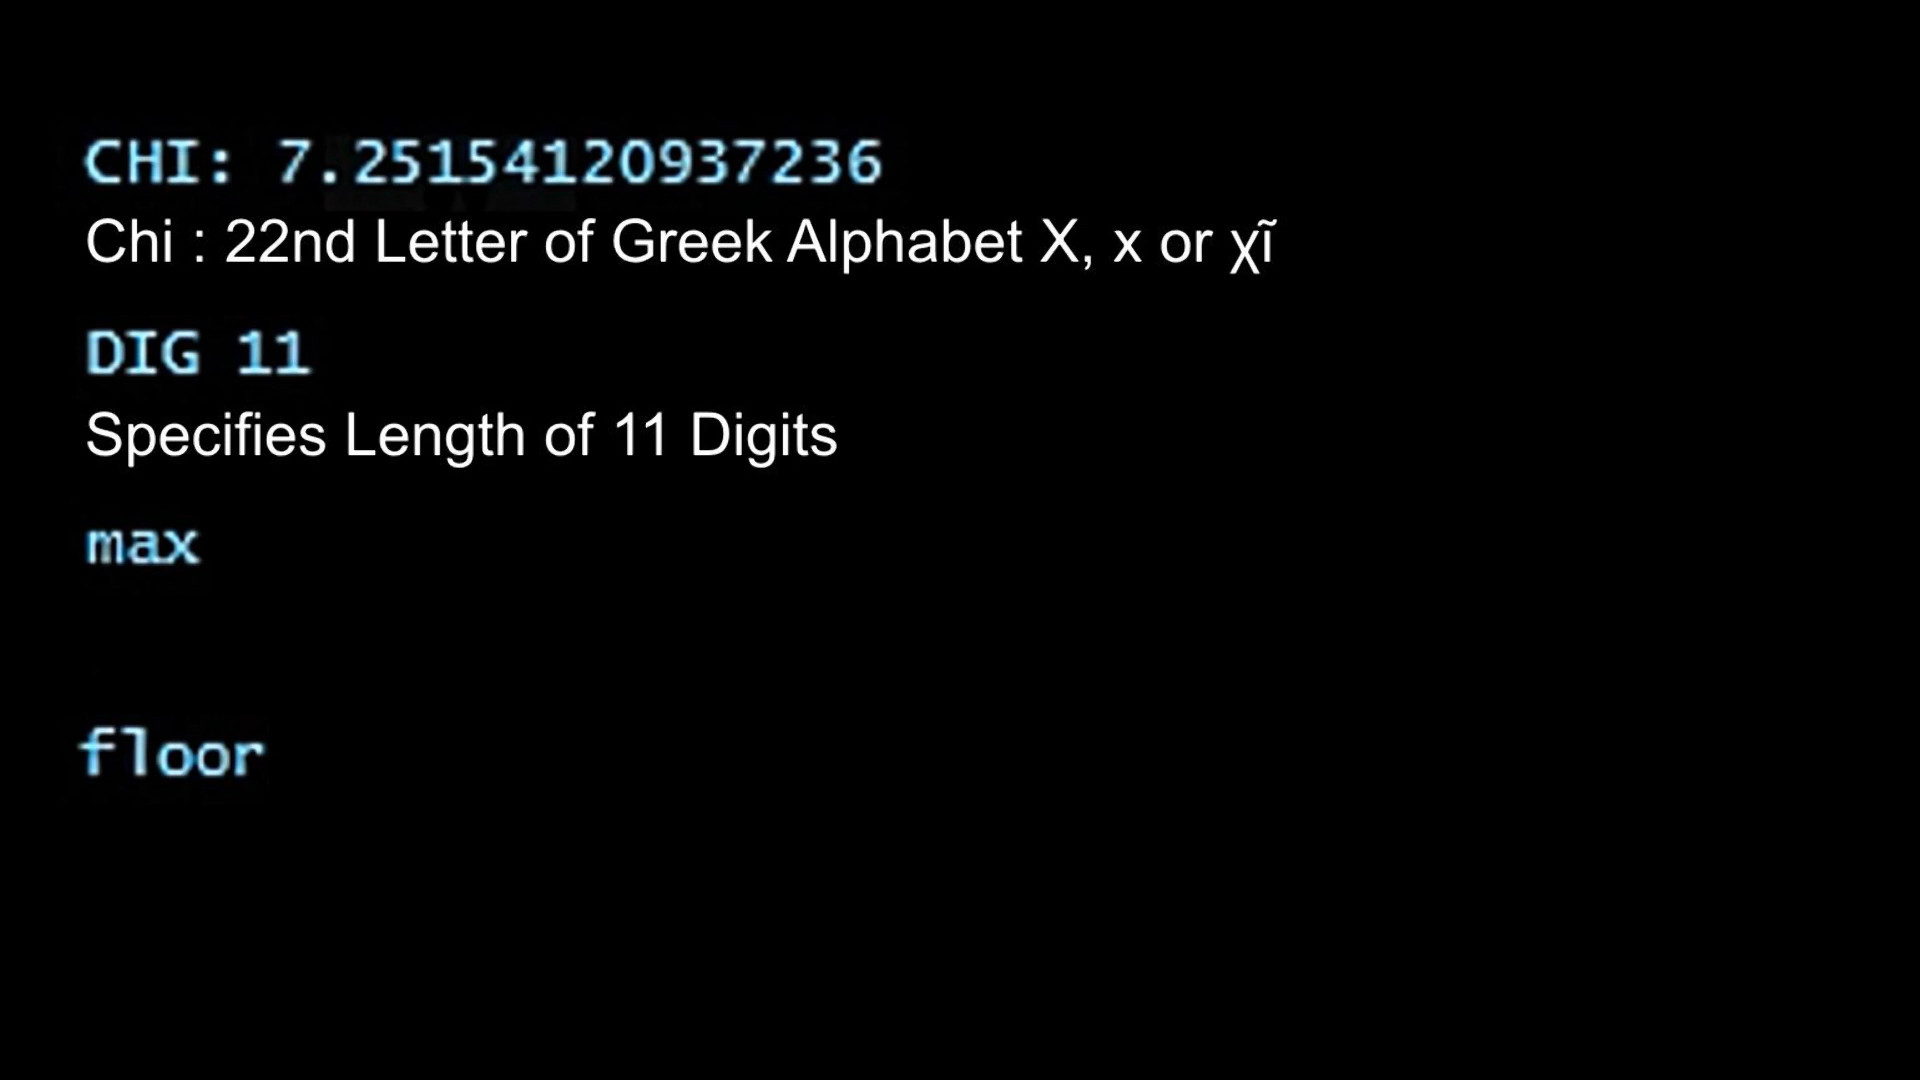 CHI: 7.25154120937236
Chi : 22nd Letter of Greek Alphabet X, x or χῖ
DIG 11
Specifies Length of 11 Digits
max
floor